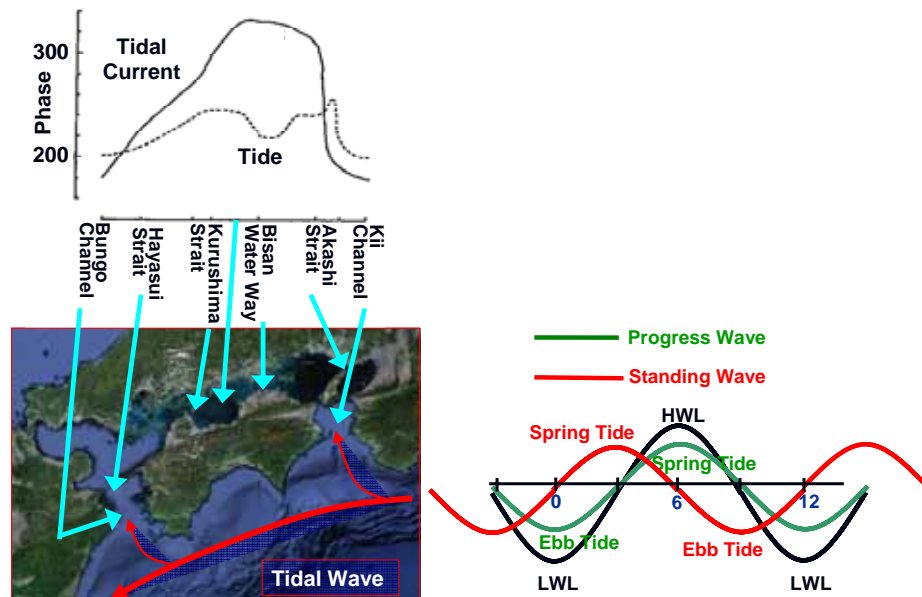 300
Tidal
Current
Phase
200
Tide
Bungo
Channel
Hayasui
Strait
Kurushima
Strait
Bisan
Water Way
Akashi
Strait
Kii
Channel
Tidal Wave
Progress Wave
Standing Wave
HWL
Spring Tide
Spring Tide
0
6
12
Ebb Tide
Ebb Tide
LWL
LWL